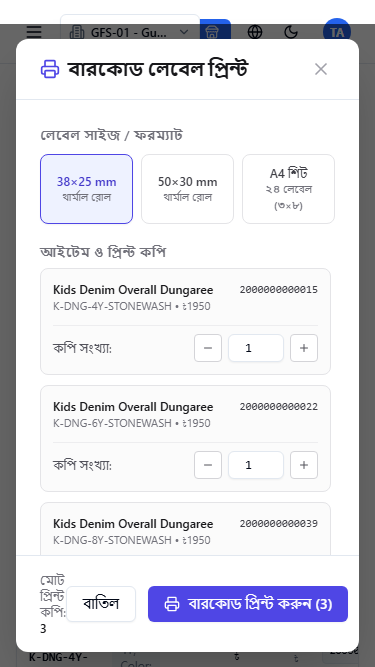 GFS-01 - Gu...
TA
বারকোড লেবেল প্রিন্ট
লেবেল সাইজ / ফরম্যাট
38×25 mm
থার্মাল রোল
50×30 mm
থার্মাল রোল
A4 শিট
২৪ লেবেল
(৩×৮)
আইটেম ও প্রিন্ট কপি
Kids Denim Overall Dungaree
2000000000015
K-DNG-4Y-STONEWASH • ৳1950
কপি সংখ্যা:
1
Kids Denim Overall Dungaree
2000000000022
K-DNG-6Y-STONEWASH • ৳1950
কপি সংখ্যা:
1
Kids Denim Overall Dungaree
2000000000039
K-DNG-8Y-STONEWASH • ৳1950
মোট
প্রিন্ট
কপি:
3
বাতিল
বারকোড প্রিন্ট করুন (3)
K-DNG-4Y-
Color: